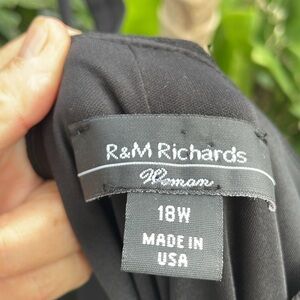 R&M Richards
Woman
18W
MADE IN
USA